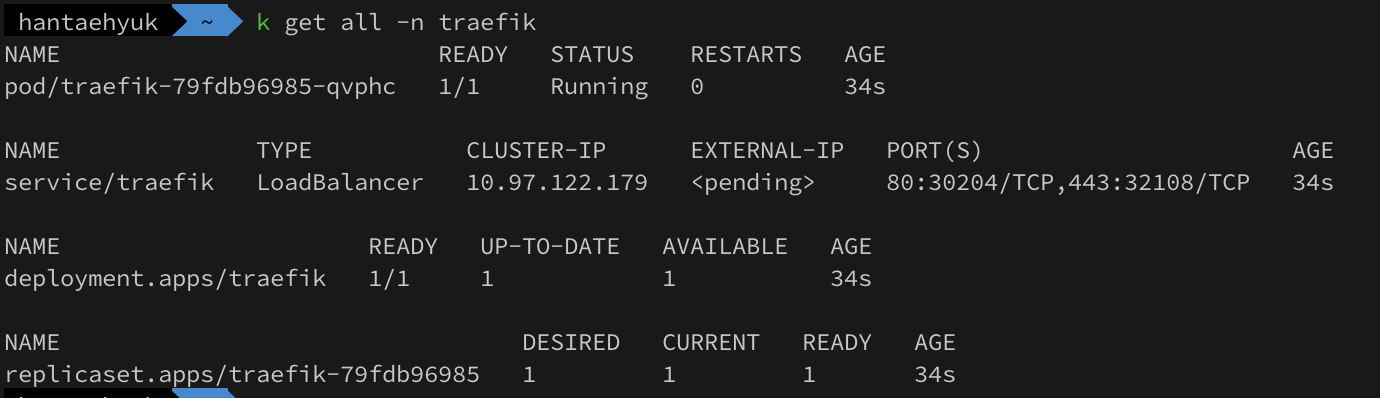 hantaehyuk ~ k get all -n traefik
NAME READY STATUS RESTARTS AGE
pod/traefik-79fdb96985-qvphc 1/1 Running 0 34s
NAME TYPE CLUSTER-IP EXTERNAL-IP PORT(S) AGE
service/traefik LoadBalancer 10.97.122.179 <pending> 80:30204/TCP,443:32108/TCP 34s
NAME READY UP-TO-DATE AVAILABLE AGE
deployment.apps/traefik 1/1 1 1 34s
NAME DESIRED CURRENT READY AGE
replicaset.apps/traefik-79fdb96985 1 1 1 34s